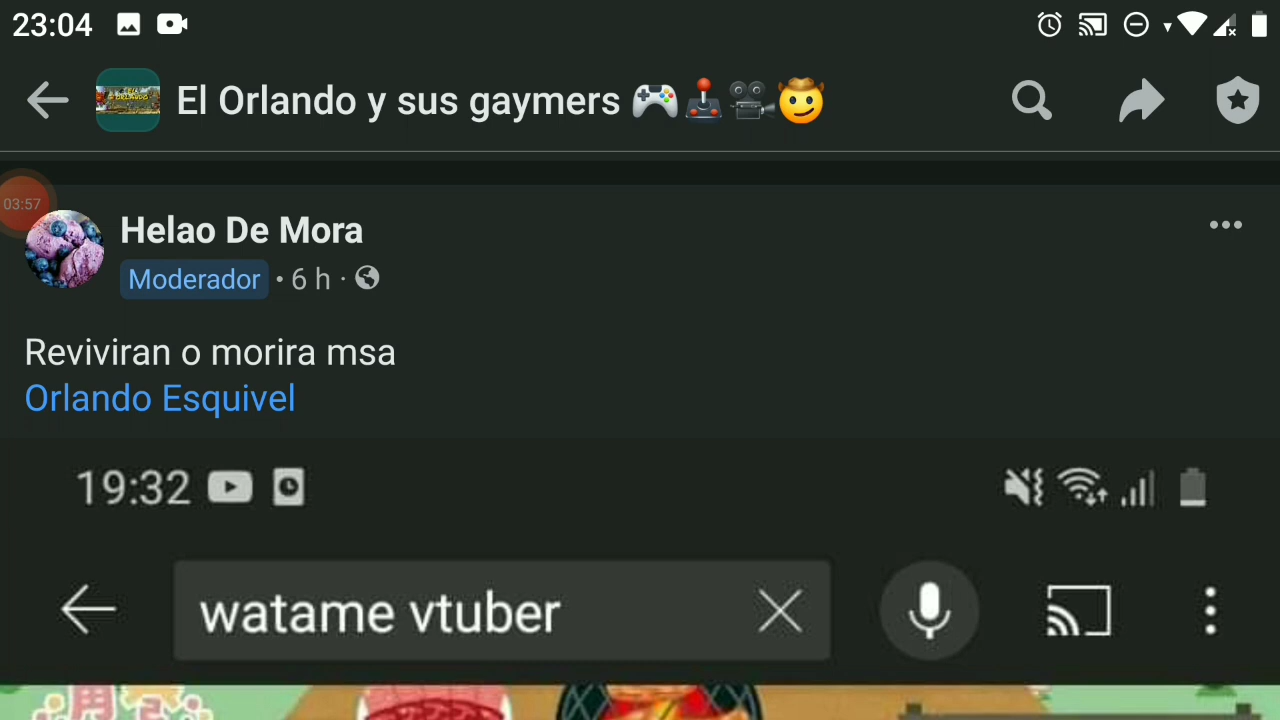 23:04
El Orlando y sus gaymers 🎮🕹️🎥🤠
03:57
Helao De Mora
Moderador • 6 h ·
Reviviran o morira msa
Orlando Esquivel
19:32
watame vtuber